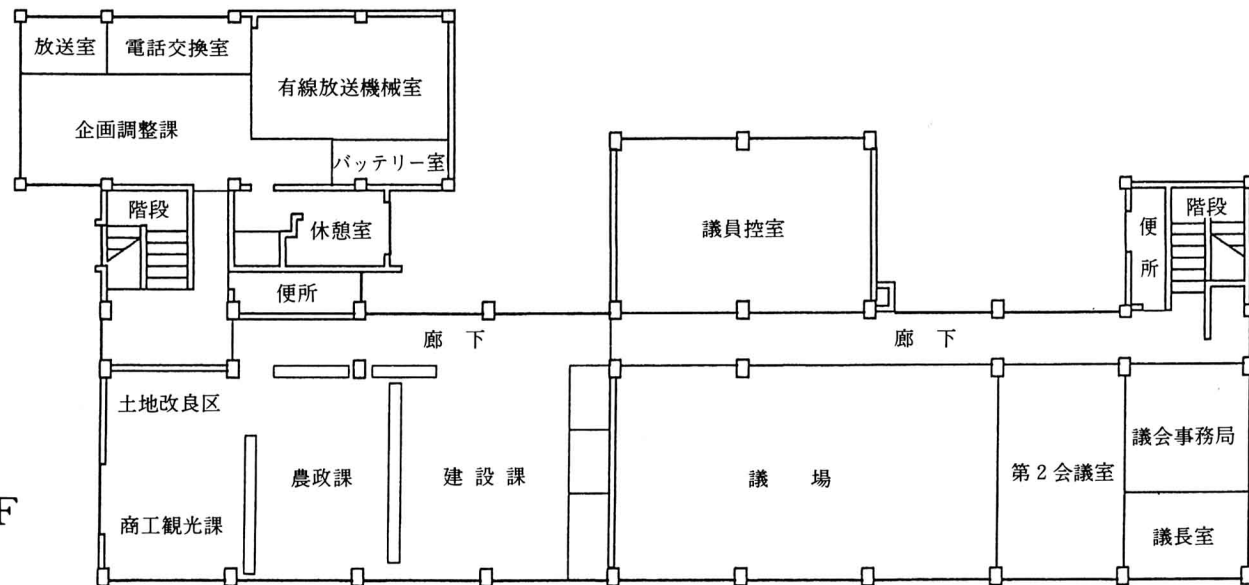 放送室
電話交換室
有線放送機械室
企画調整課
バッテリー室
階段
休憩室
便所
議員控室
便所
階段
廊下
廊下
土地改良区
農政課
建設課
議場
第2会議室
議会事務局
商工観光課
議長室
F